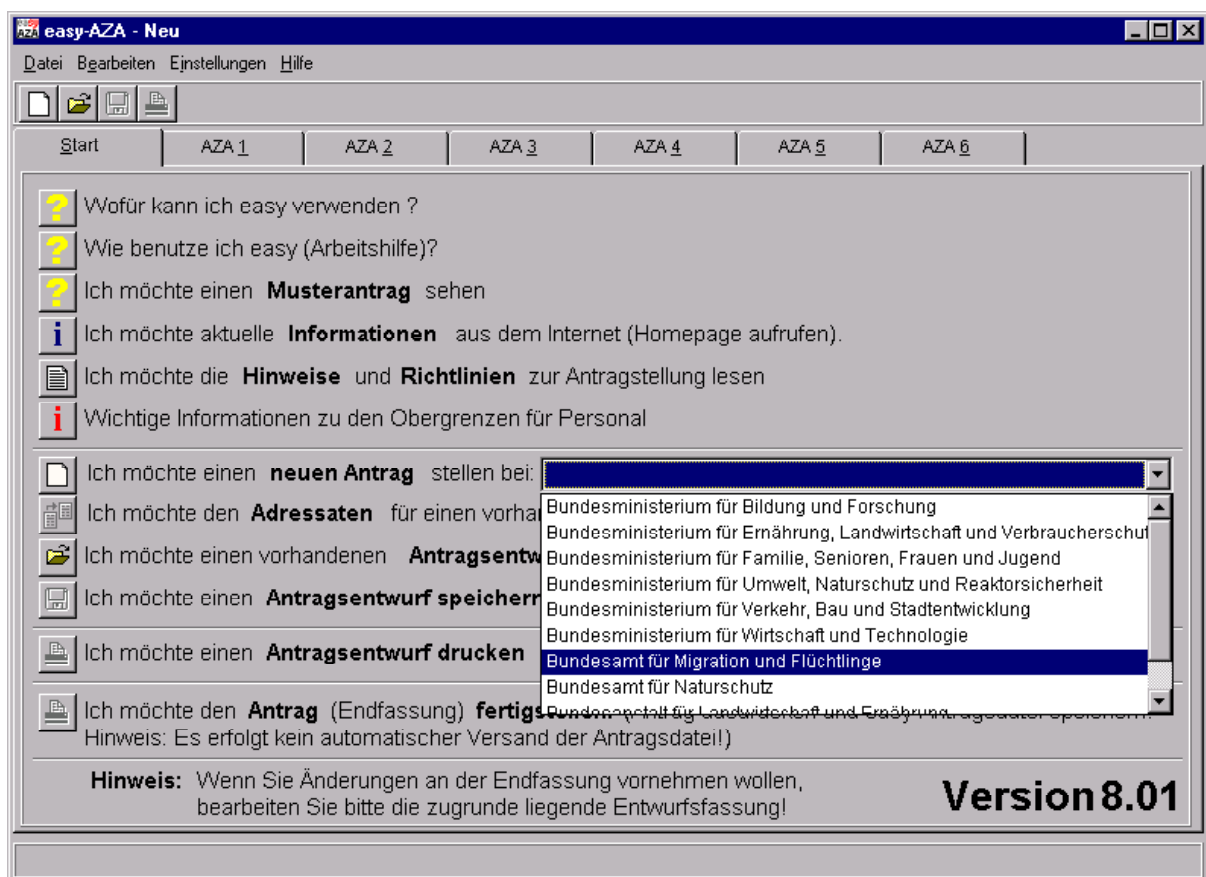 easy-AZA - Neu
Datei Bearbeiten Einstellungen Hilfe
Start AZA 1 AZA 2 AZA 3 AZA 4 AZA 5 AZA 6
Wofür kann ich easy verwenden ?
Wie benutze ich easy (Arbeitshilfe)?
Ich möchte einen Musterantrag sehen
Ich möchte aktuelle Informationen aus dem Internet (Homepage aufrufen).
Ich möchte die Hinweise und Richtlinien zur Antragstellung lesen
Wichtige Informationen zu den Obergrenzen für Personal
Ich möchte einen neuen Antrag stellen bei:
Bundesministerium für Bildung und Forschung
Bundesministerium für Ernährung, Landwirtschaft und
Bundesministerium für Familie, Senioren, Frauen und Jugend
Bundesministerium für Umwelt, Naturschutz und Reaktorsicherheit
Bundesministerium für Verkehr, Bau und Stadtentwicklung
Bundesministerium für Wirtschaft und Technologie
Bundesamt für Migration und Flüchtlinge
Bundesamt für Naturschutz
Bundesanstalt für Landwirtschaft und Ernährung
Ich möchte den Adressaten für einen
Ich möchte einen vorhandenen
Ich möchte einen Antragsentwurf
Ich möchte einen Antragsentwurf drucken
Ich möchte den Antrag (Endfassung)
Hinweis: Es erfolgt kein automatischer Versand der Antragsdatei!)
Hinweis: Wenn Sie Änderungen an der Endfassung vornehmen wollen,
bearbeiten Sie bitte die zugrunde liegende Entwurfsfassung!
Version 8.01